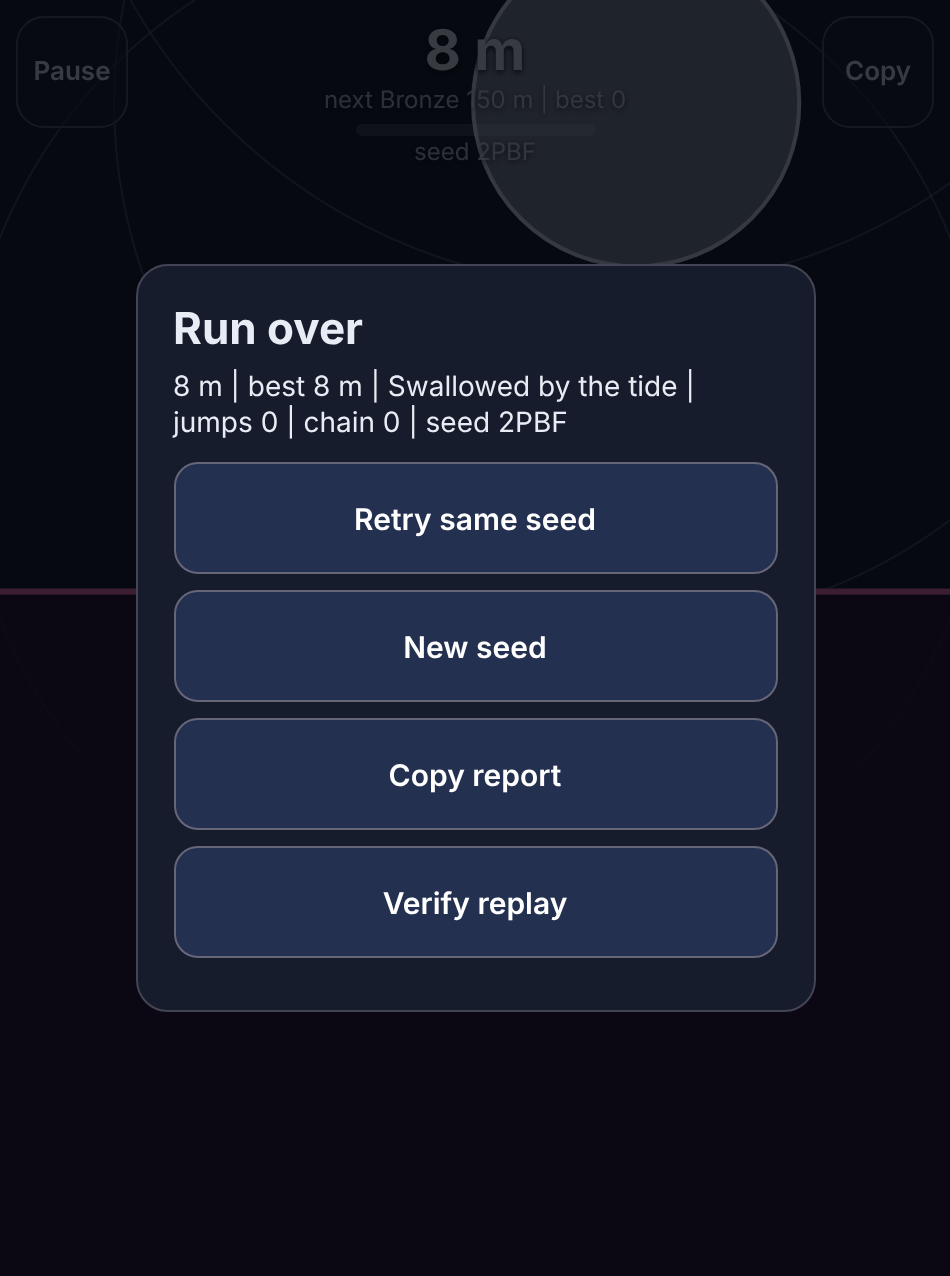 Pause
8 m
Copy
next Bronze 150 m | best 0
seed 2PBF
Run over
8 m | best 8 m | Swallowed by the tide |
jumps 0 | chain 0 | seed 2PBF
Retry same seed
New seed
Copy report
Verify replay